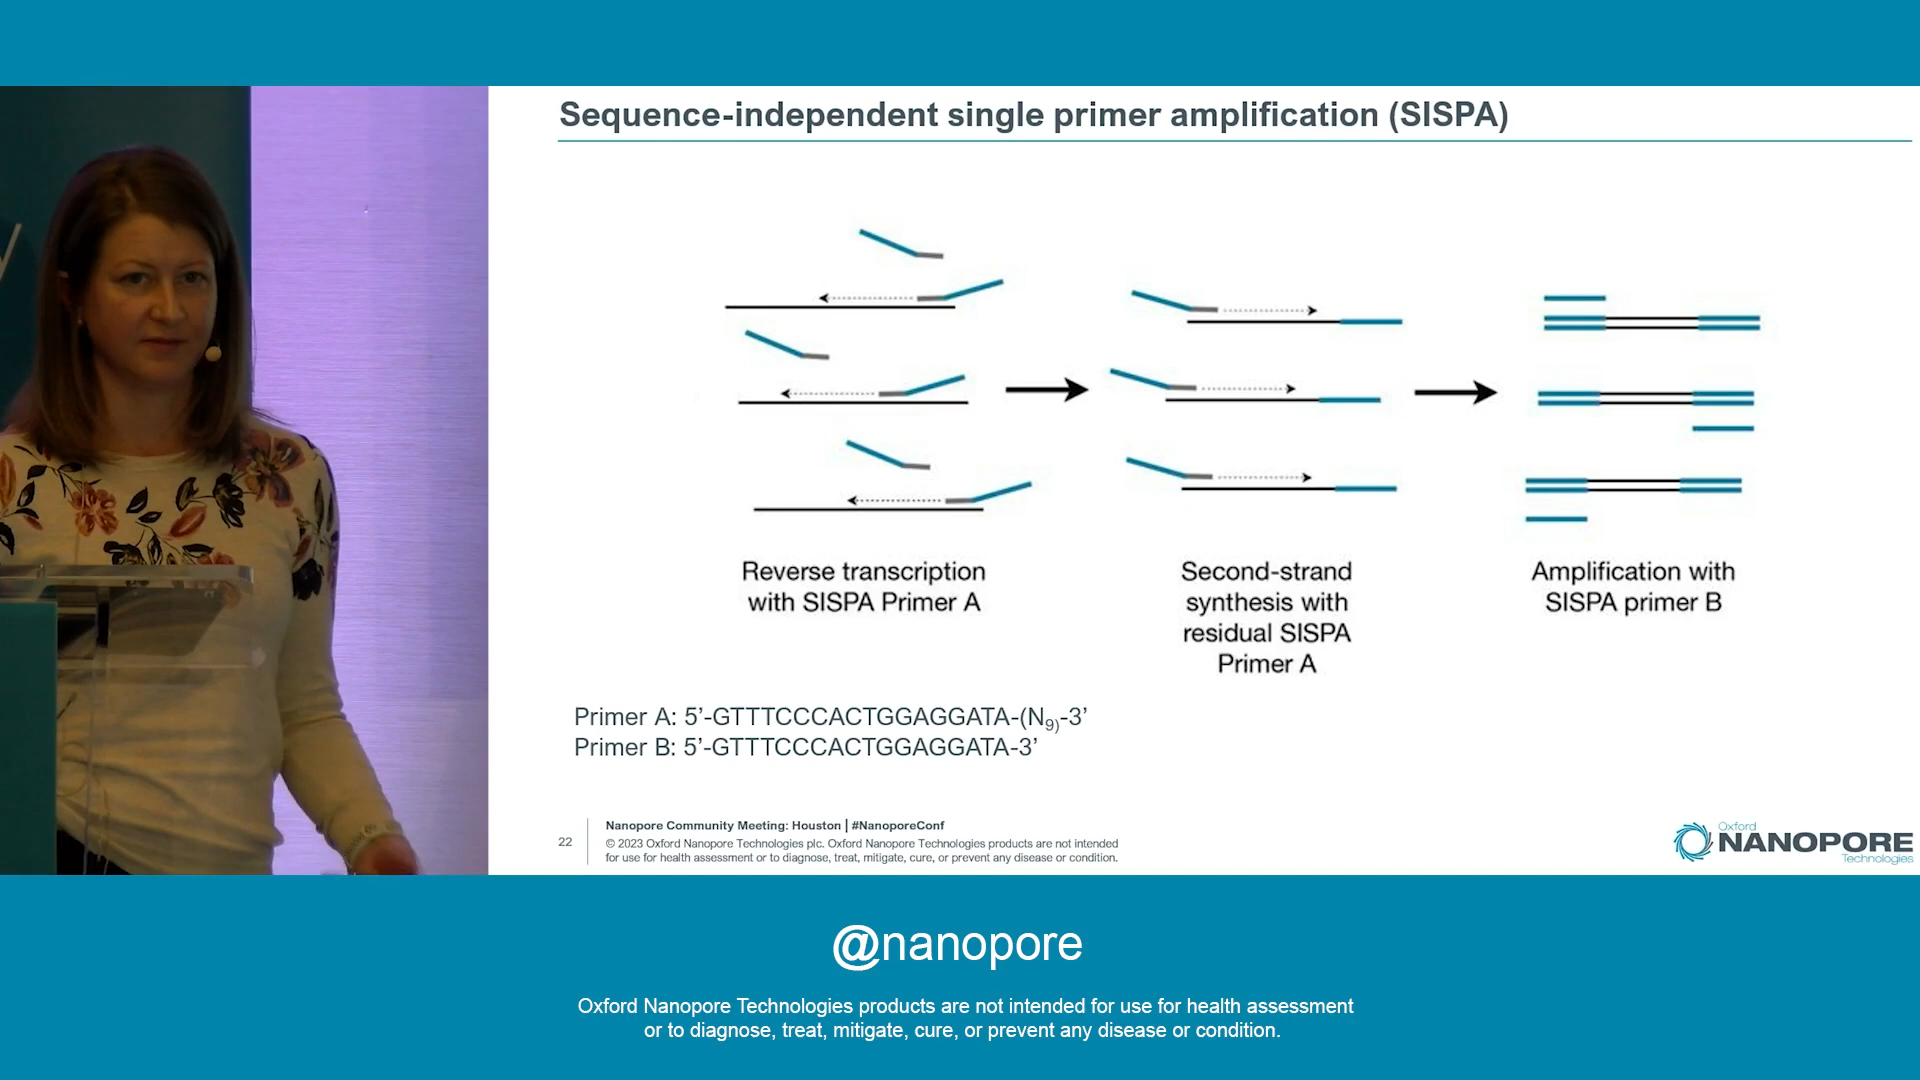 Sequence-independent single primer amplification (SISPA)
Reverse transcription
with SISPA Primer A
Second-strand
synthesis with
residual SISPA
Primer A
Amplification with
SISPA primer B
Primer A: 5’-GTTTCCCACTGGAGGATA-(N9)-3’
Primer B: 5’-GTTTCCCACTGGAGGATA-3’
22
Nanopore Community Meeting: Houston | #NanoporeConf
© 2023 Oxford Nanopore Technologies plc. Oxford Nanopore Technologies products are not intended
for use for health assessment or to diagnose, treat, mitigate, cure, or prevent any disease or condition.
Oxford
NANOPORE
Technologies
@nanopore
Oxford Nanopore Technologies products are not intended for use for health assessment
or to diagnose, treat, mitigate, cure, or prevent any disease or condition.